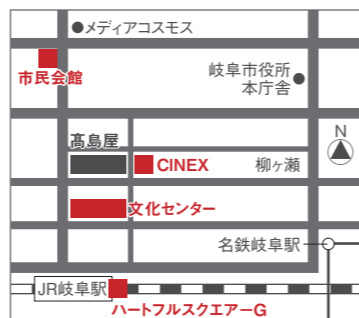 ●メディアコスモス
市民会館
岐阜市役所
本庁舎●
N
髙島屋
CINEX
柳ヶ瀬
文化センター
名鉄岐阜駅
JR岐阜駅
ハートフルスクエアーG